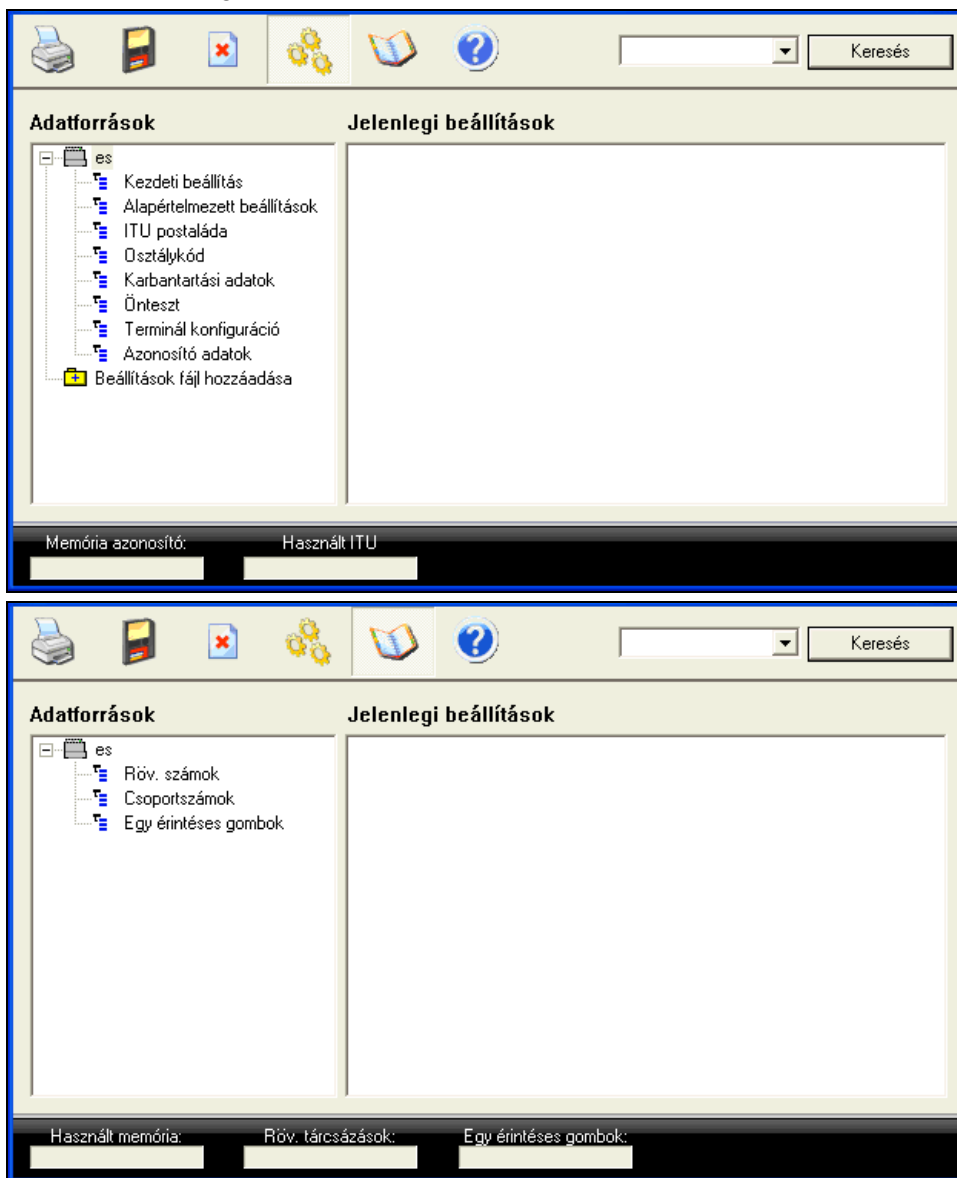 Keresés
Adatforrások
Jelenlegi beállítások
es
Kezdeti beállítás
Alapértelmezett beállítások
ITU postaláda
Osztálykód
Karbantartási adatok
Önteszt
Terminál konfiguráció
Azonosító adatok
Beállítások fájl hozzáadása
Memória azonosító:
Használt ITU
Keresés
Adatforrások
Jelenlegi beállítások
es
Röv. számok
Csoportszámok
Egy érintéses gombok
Használt memória:
Röv. tárcsázások:
Egy érintéses gombok: